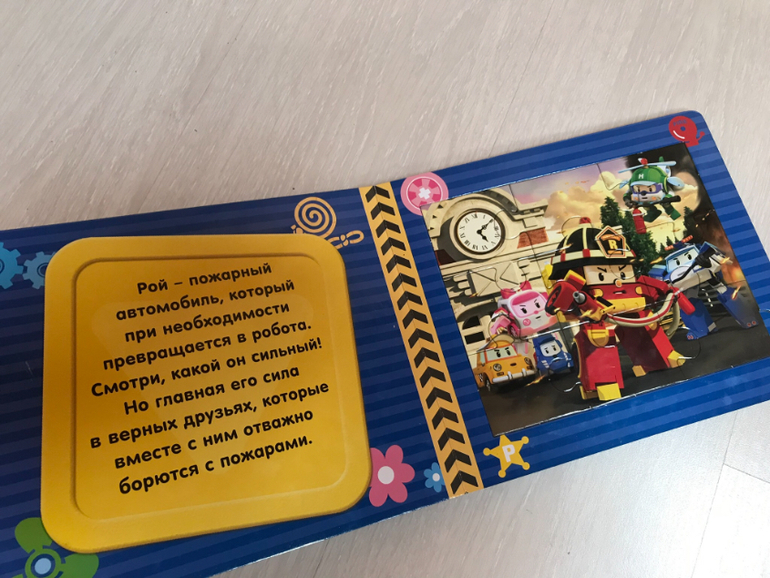 Рой – пожарный
автомобиль, который
при необходимости
превращается в робота.
Смотри, какой он сильный!
Но главная его сила
в верных друзьях, которые
вместе с ним отважно
борются с пожарами.
R
P